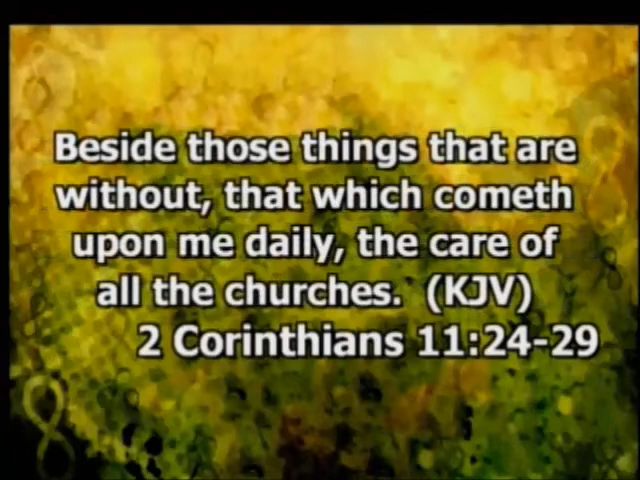 Beside those things that are
without, that which cometh
upon me daily, the care of
all the churches.  (KJV)
2 Corinthians 11:24-29